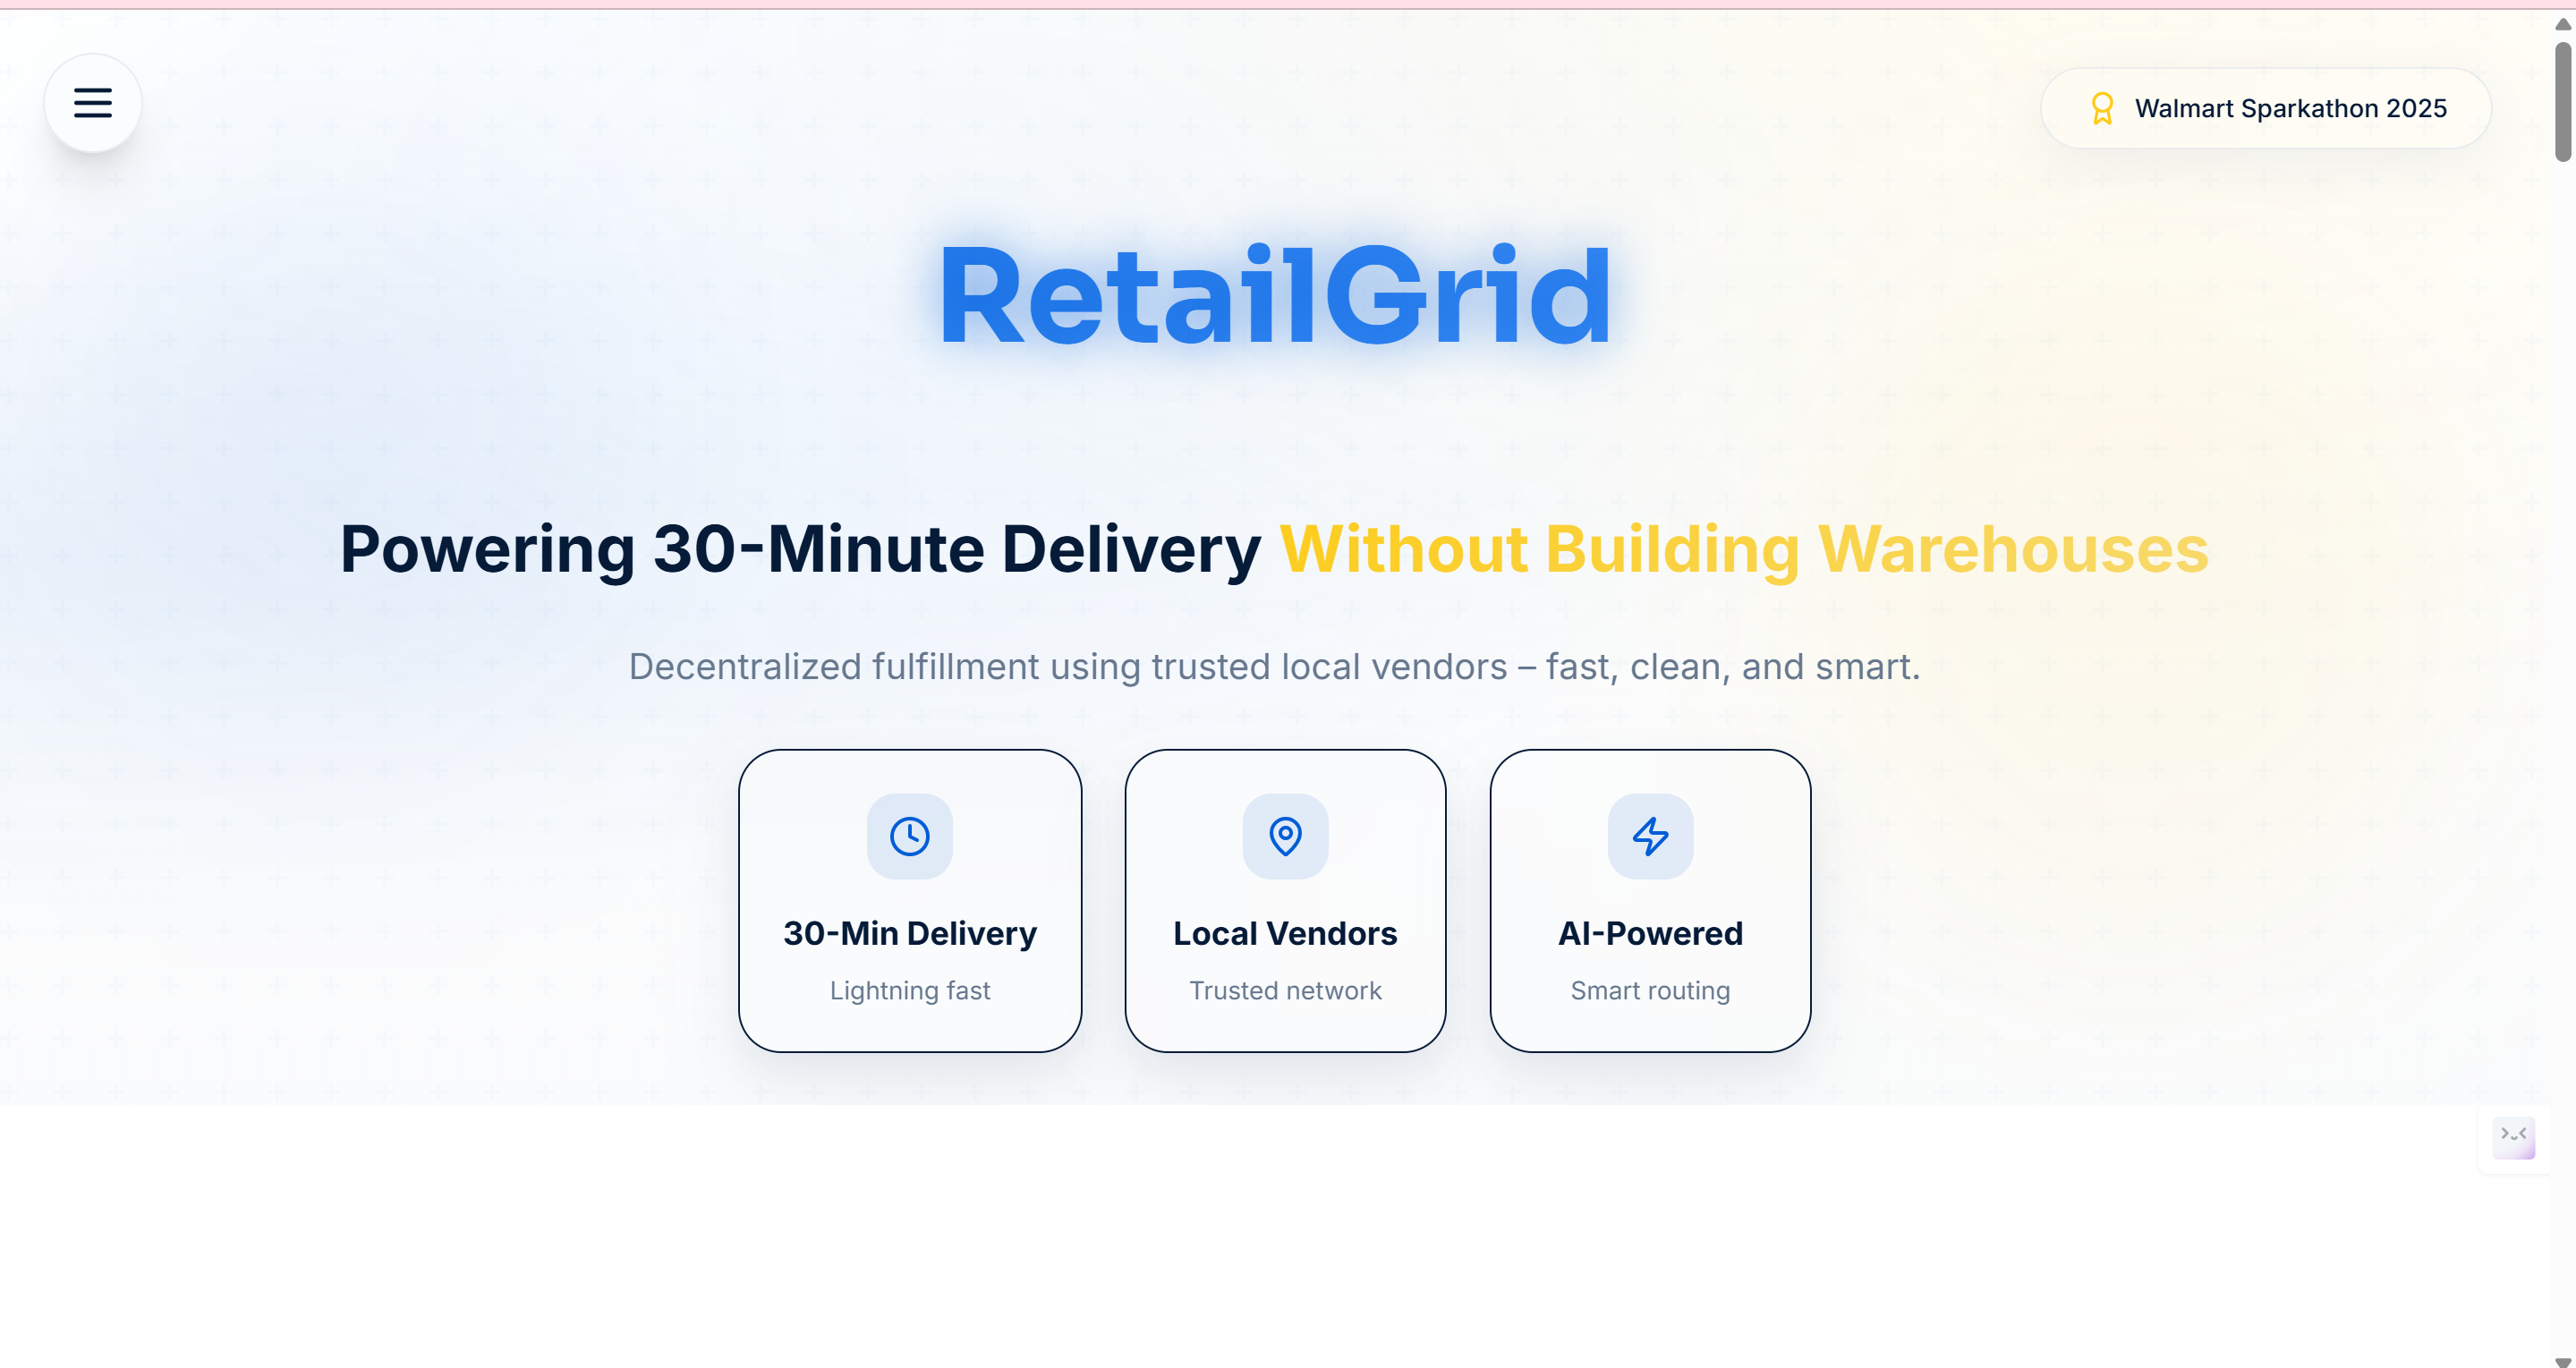 Walmart Sparkathon 2025
RetailGrid
Powering 30-Minute Delivery Without Building Warehouses
Decentralized fulfillment using trusted local vendors – fast, clean, and smart.
30-Min Delivery
Lightning fast
Local Vendors
Trusted network
AI-Powered
Smart routing